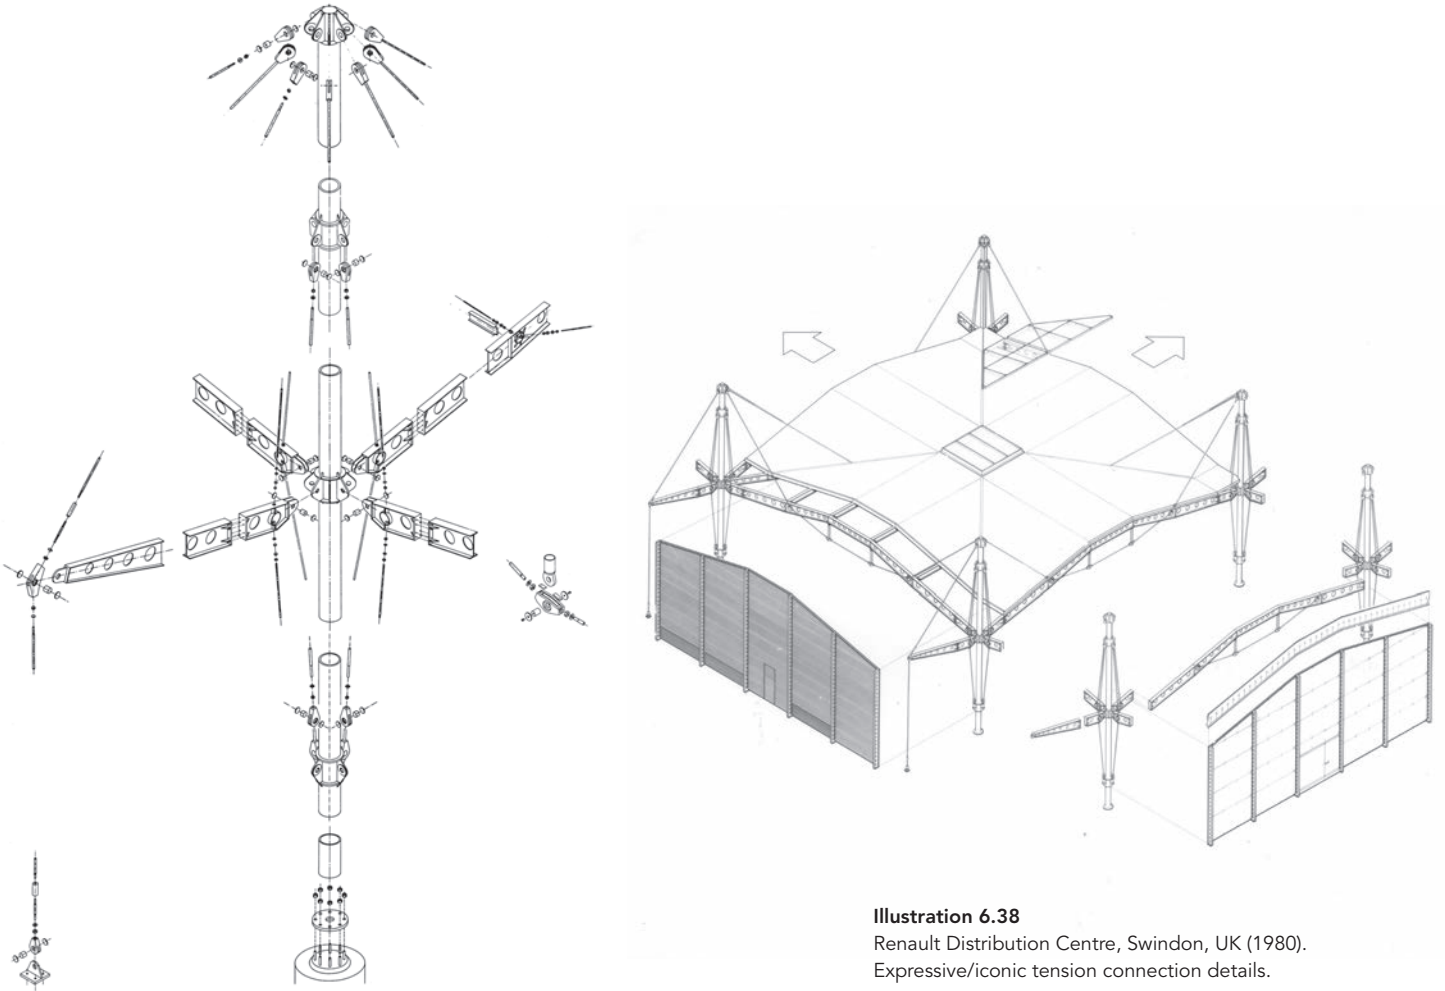 Illustration 6.38
Renault Distribution Centre, Swindon, UK (1980).
Expressive/iconic tension connection details.